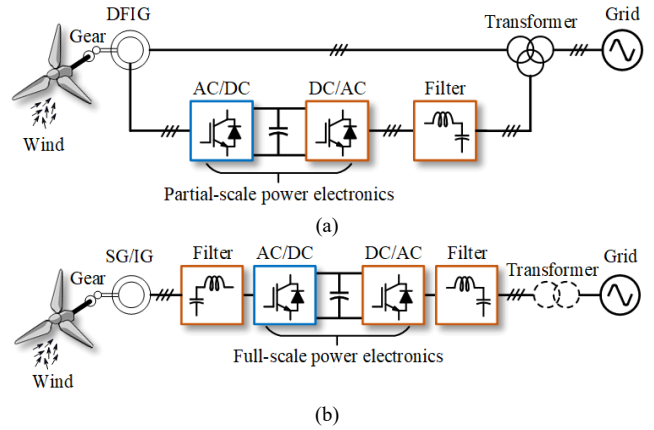 DFIG
Transformer
Grid
Gear
AC/DC
DC/AC
Filter
Wind
Partial-scale power electronics
(a)
SG/IG
Filter
AC/DC
DC/AC
Filter
Transformer
Grid
Gear
Wind
Full-scale power electronics
(b)